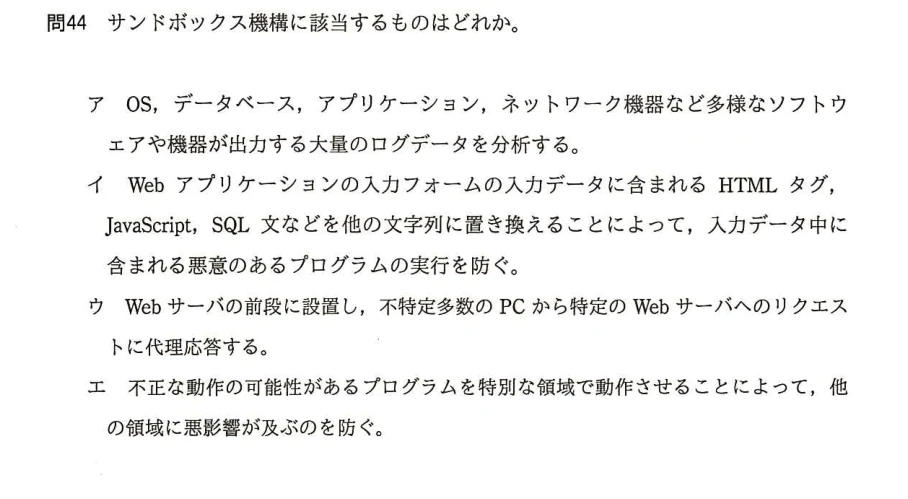 問44　サンドボックス機構に該当するものはどれか。
ア　OS，データベース，アプリケーション，ネットワーク機器など多様なソフトウ
ェアや機器が出力する大量のログデータを分析する。
イ　Web アプリケーションの入力フォームの入力データに含まれる HTML タグ，
JavaScript，SQL 文などを他の文字列に置き換えることによって，入力データ中に
含まれる悪意のあるプログラムの実行を防ぐ。
ウ　Web サーバの前段に設置し，不特定多数の PC から特定の Web サーバへのリクエス
トに代理応答する。
エ　不正な動作の可能性があるプログラムを特別な領域で動作させることによって，他
の領域に悪影響が及ぶのを防ぐ。